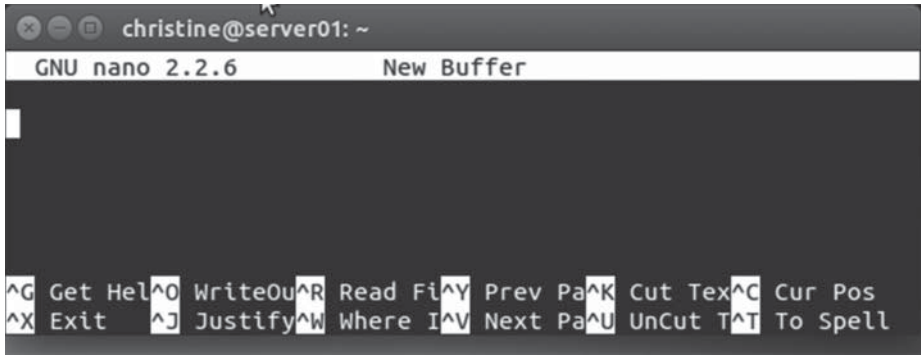 christine@server01: ~
GNU nano 2.2.6 New Buffer
^G Get Hel^O WriteOu^R Read Fi^Y Prev Pa^K Cut Tex^C Cur Pos
^X Exit ^J Justify^W Where I^V Next Pa^U UnCut T^T To Spell